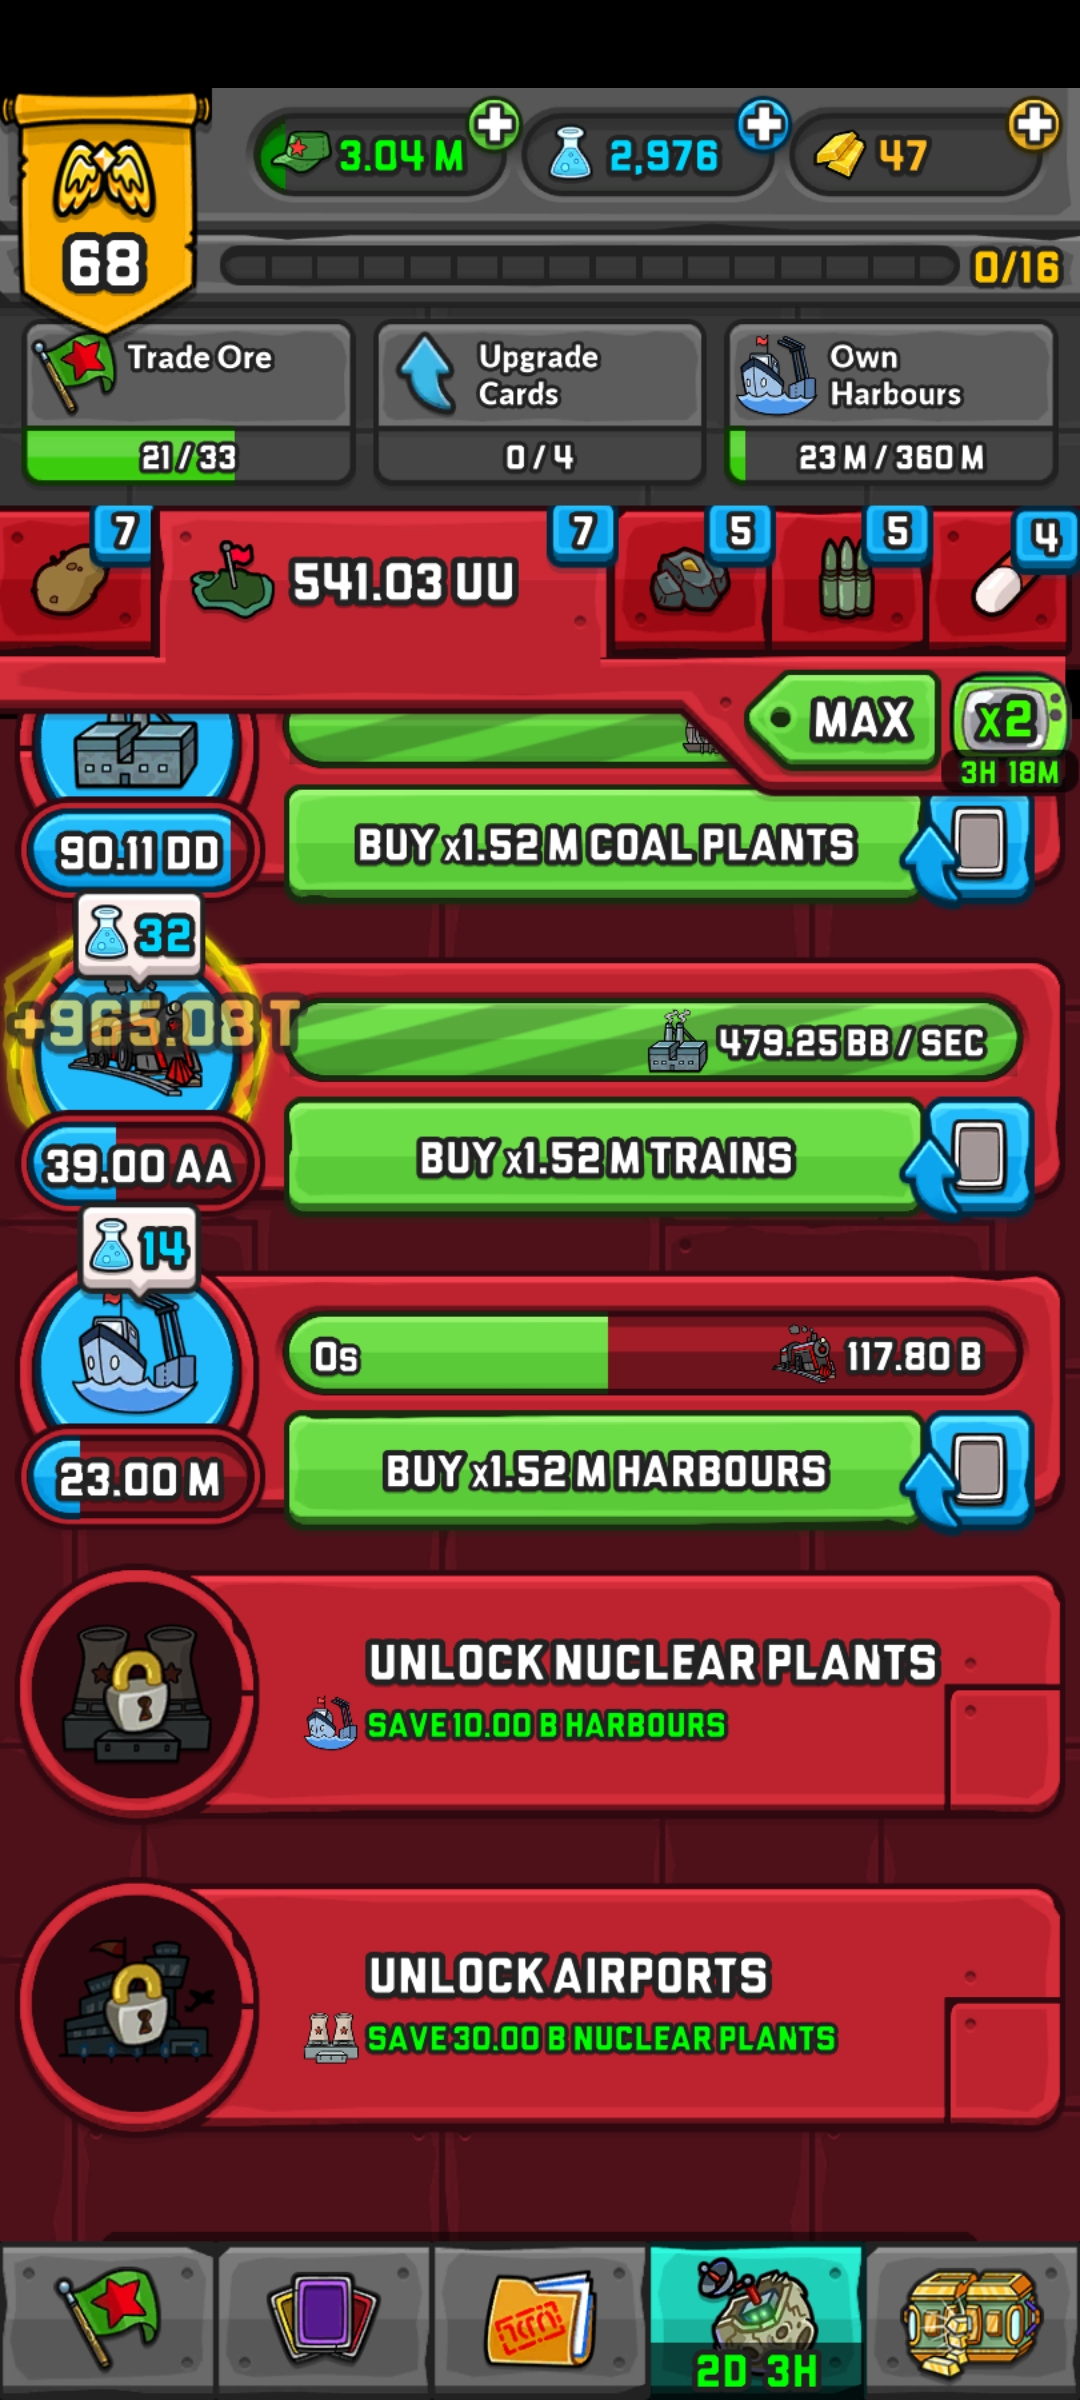 3.04 M
2,976
47
68
0/16
Trade Ore
21/33
Upgrade
Cards
0/4
Own
Harbours
23 M/360 M
7
541.03 UU
7
5
5
4
MAX
x2
3H 18M
90.11 DD
BUY x1.52 M COAL PLANTS
32
+965.08 T
479.25 BB/SEC
39.00 AA
BUY x1.52 M TRAINS
14
0s
117.80 B
23.00 M
BUY x1.52 M HARBOURS
UNLOCK NUCLEAR PLANTS
SAVE 10.00 B HARBOURS
UNLOCK AIRPORTS
SAVE 30.00 B NUCLEAR PLANTS
2D 3H